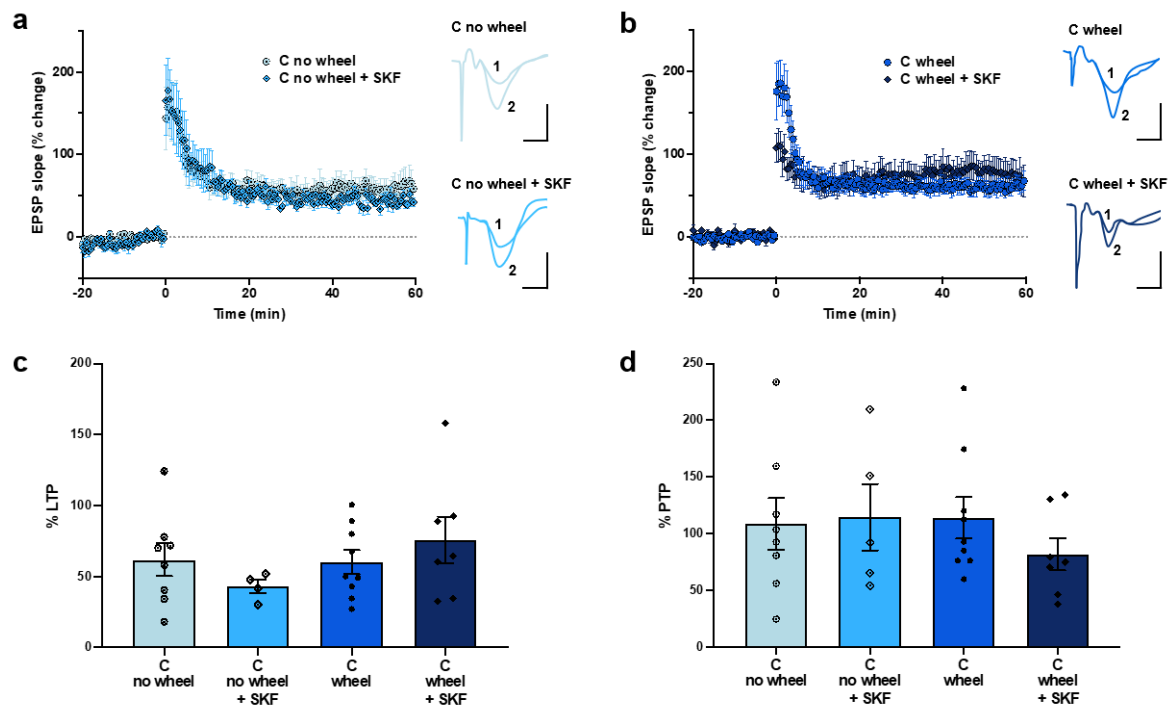 a
C no wheel
C no wheel + SKF
EPSP slope (% change)
200
100
0
-20
0
20
40
60
Time (min)
C no wheel
1
2
C no wheel + SKF
1
2
b
C wheel
C wheel + SKF
EPSP slope (% change)
200
100
0
-20
0
20
40
60
Time (min)
C wheel
1
2
C wheel + SKF
1
2
c
% LTP
200
150
100
50
0
C
no wheel
C
no wheel
+ SKF
C
wheel
C
wheel
+ SKF
d
% PTP
250
200
150
100
50
0
C
no wheel
C
no wheel
+ SKF
C
wheel
C
wheel
+ SKF